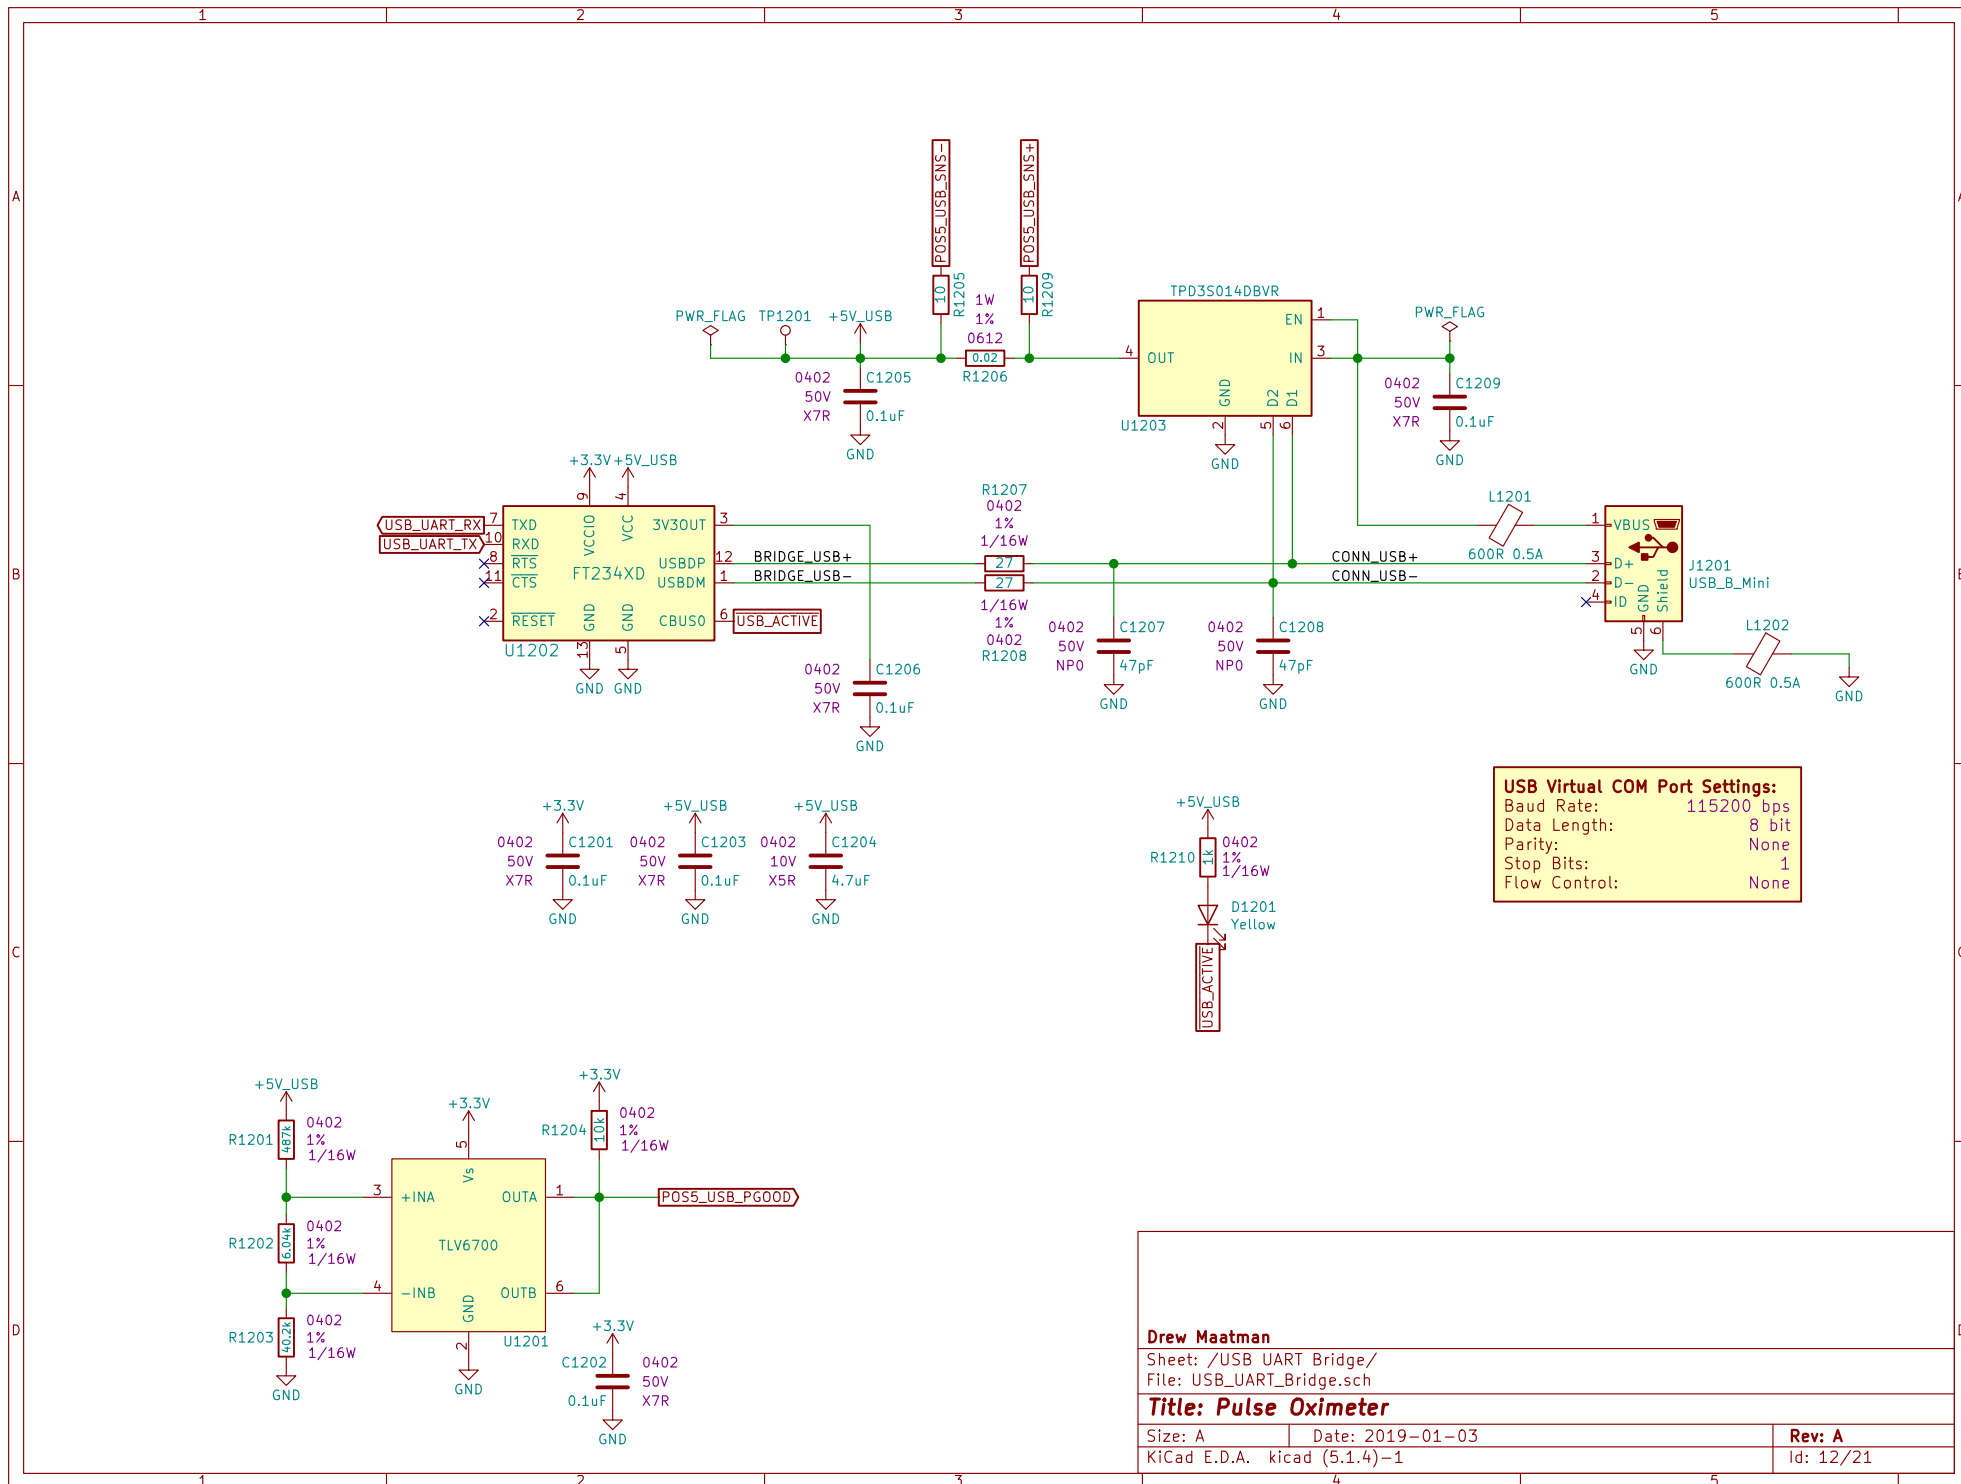 1 2 3 4 5
A
B
C
D
POS5_USB_SNS-
POS5_USB_SNS+
10
R1205
10
R1209
1W
1%
0612
0.02
R1206
PWR_FLAG
TP1201
+5V_USB
0402
50V
X7R
C1205
0.1uF
GND
TPD3S014DBVR
EN 1
4 OUT
IN 3
GND
D2
D1
2
5
6
U1203
GND
PWR_FLAG
0402
50V
X7R
C1209
0.1uF
GND
+3.3V
+5V_USB
9
4
USB_UART_RX
7 TXD
USB_UART_TX
10 RXD
8 RTS
11 CTS
2 RESET
VCCIO
VCC
FT234XD
3V3OUT 3
USBDP 12
USBDM 1
CBUS0 6
USB_ACTIVE
GND
GND
13
5
U1202
GND
GND
BRIDGE_USB+
BRIDGE_USB-
R1207
0402
1%
1/16W
27
27
1/16W
1%
0402
R1208
0402
50V
X7R
C1206
0.1uF
GND
0402
50V
NP0
C1207
47pF
GND
0402
50V
NP0
C1208
47pF
GND
CONN_USB+
CONN_USB-
L1201
600R 0.5A
1 VBUS
3 D+
2 D-
4 ID
GND
Shield
5
6
J1201
USB_B_Mini
GND
L1202
600R 0.5A
GND
+3.3V
0402
50V
X7R
C1201
0.1uF
GND
+5V_USB
0402
50V
X7R
C1203
0.1uF
GND
+5V_USB
0402
10V
X5R
C1204
4.7uF
GND
+5V_USB
R1210
1k
0402
1%
1/16W
D1201
Yellow
USB_ACTIVE
USB Virtual COM Port Settings:
Baud Rate: 115200 bps
Data Length: 8 bit
Parity: None
Stop Bits: 1
Flow Control: None
+5V_USB
R1201
487k
0402
1%
1/16W
R1202
6.04k
0402
1%
1/16W
R1203
40.2k
0402
1%
1/16W
GND
+3.3V
5
Vs
3 +INA
4 -INB
TLV6700
OUTA 1
OUTB 6
GND
2
U1201
GND
+3.3V
R1204
10k
0402
1%
1/16W
POS5_USB_PGOOD
+3.3V
C1202
0.1uF
0402
50V
X7R
GND
Drew Maatman
Sheet: /USB UART Bridge/
File: USB_UART_Bridge.sch
Title: Pulse Oximeter
Size: A Date: 2019-01-03 Rev: A
KiCad E.D.A. kicad (5.1.4)-1 Id: 12/21
1 2 3 4 5